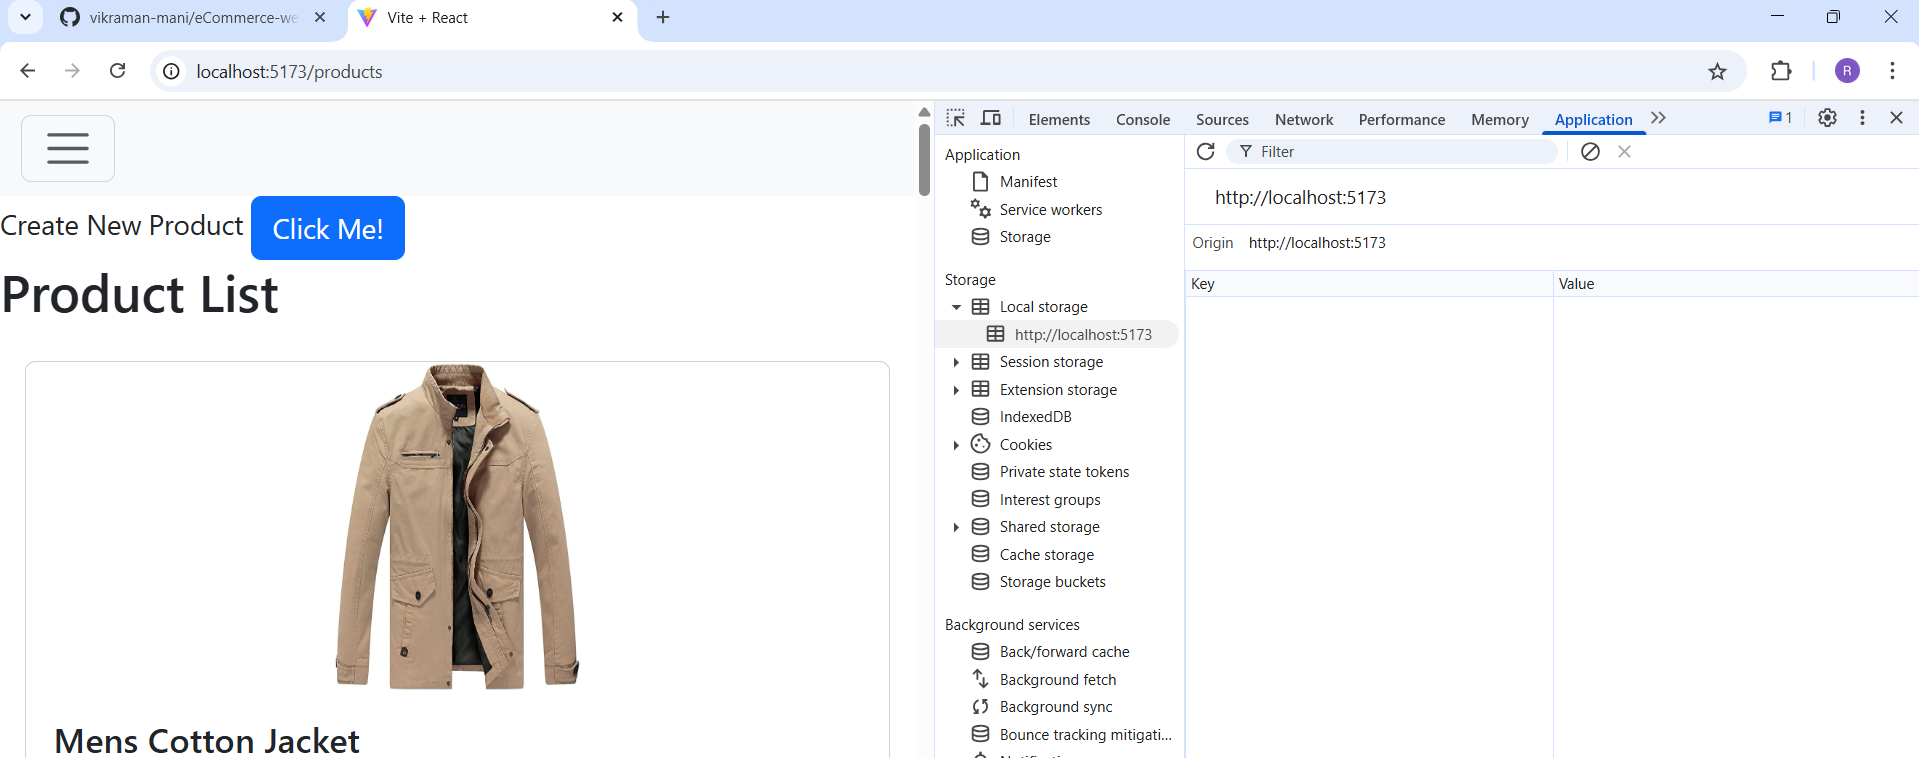 vikraman-mani/eCommerce-we
Vite + React
localhost:5173/products
R
Elements Console Sources Network Performance Memory Application 1
Create New Product Click Me!
Product List
Mens Cotton Jacket
Application
Manifest
Service workers
Storage
Storage
Local storage
http://localhost:5173
Session storage
Extension storage
IndexedDB
Cookies
Private state tokens
Interest groups
Shared storage
Cache storage
Storage buckets
Background services
Back/forward cache
Background fetch
Background sync
Bounce tracking mitigati...
Filter
http://localhost:5173
Origin http://localhost:5173
Key Value